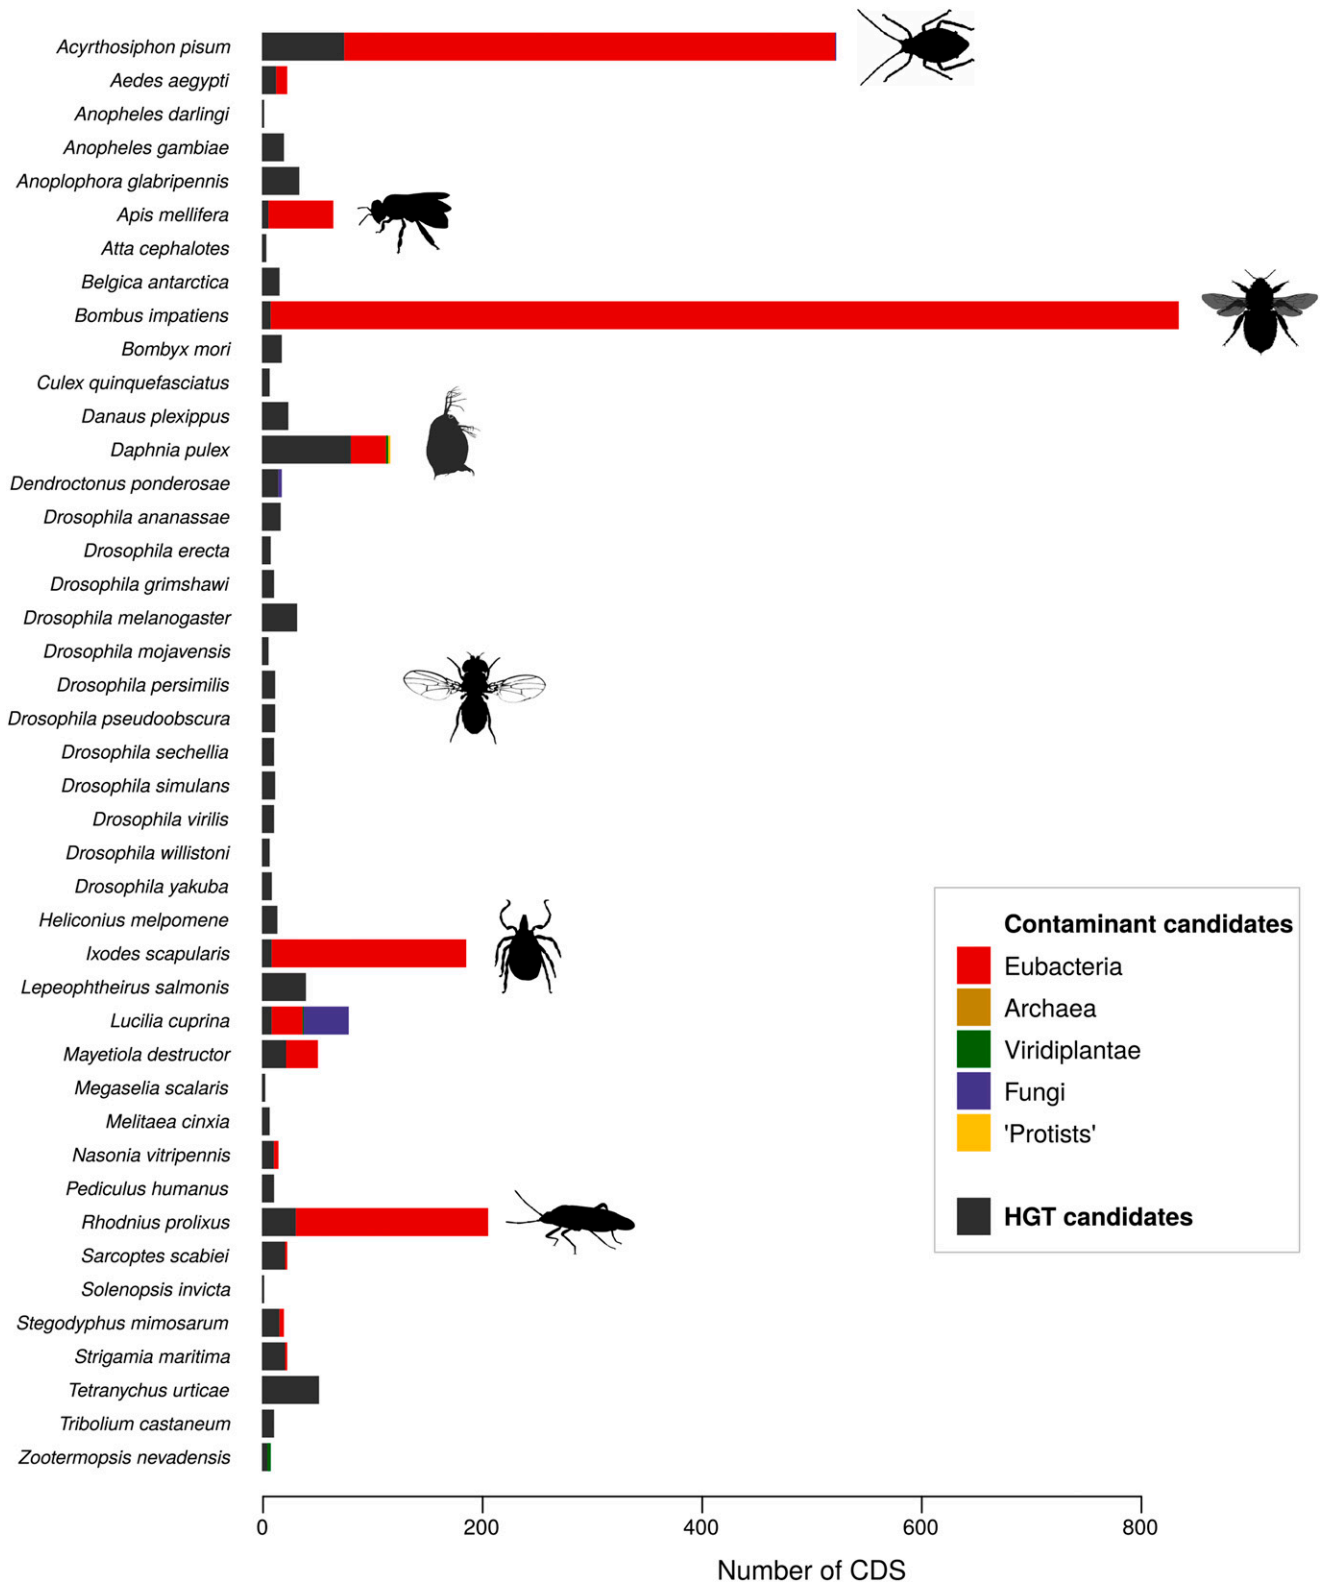 Acyrthosiphon pisum
Aedes aegypti
Anopheles darlingi
Anopheles gambiae
Anoplophora glabripennis
Apis mellifera
Atta cephalotes
Belgica antarctica
Bombus impatiens
Bombyx mori
Culex quinquefasciatus
Danaus plexippus
Daphnia pulex
Dendroctonus ponderosae
Drosophila ananassae
Drosophila erecta
Drosophila grimshawi
Drosophila melanogaster
Drosophila mojavensis
Drosophila persimilis
Drosophila pseudoobscura
Drosophila sechellia
Drosophila simulans
Drosophila virilis
Drosophila willistoni
Drosophila yakuba
Heliconius melpomene
Ixodes scapularis
Lepeophtheirus salmonis
Lucilia cuprina
Mayetiola destructor
Megaselia scalaris
Melitaea cinxia
Nasonia vitripennis
Pediculus humanus
Rhodnius prolixus
Sarcoptes scabiei
Solenopsis invicta
Stegodyphus mimosarum
Strigamia maritima
Tetranychus urticae
Tribolium castaneum
Zootermopsis nevadensis
Contaminant candidates
Eubacteria
Archaea
Viridiplantae
Fungi
'Protists'
HGT candidates
0 200 400 600 800
Number of CDS